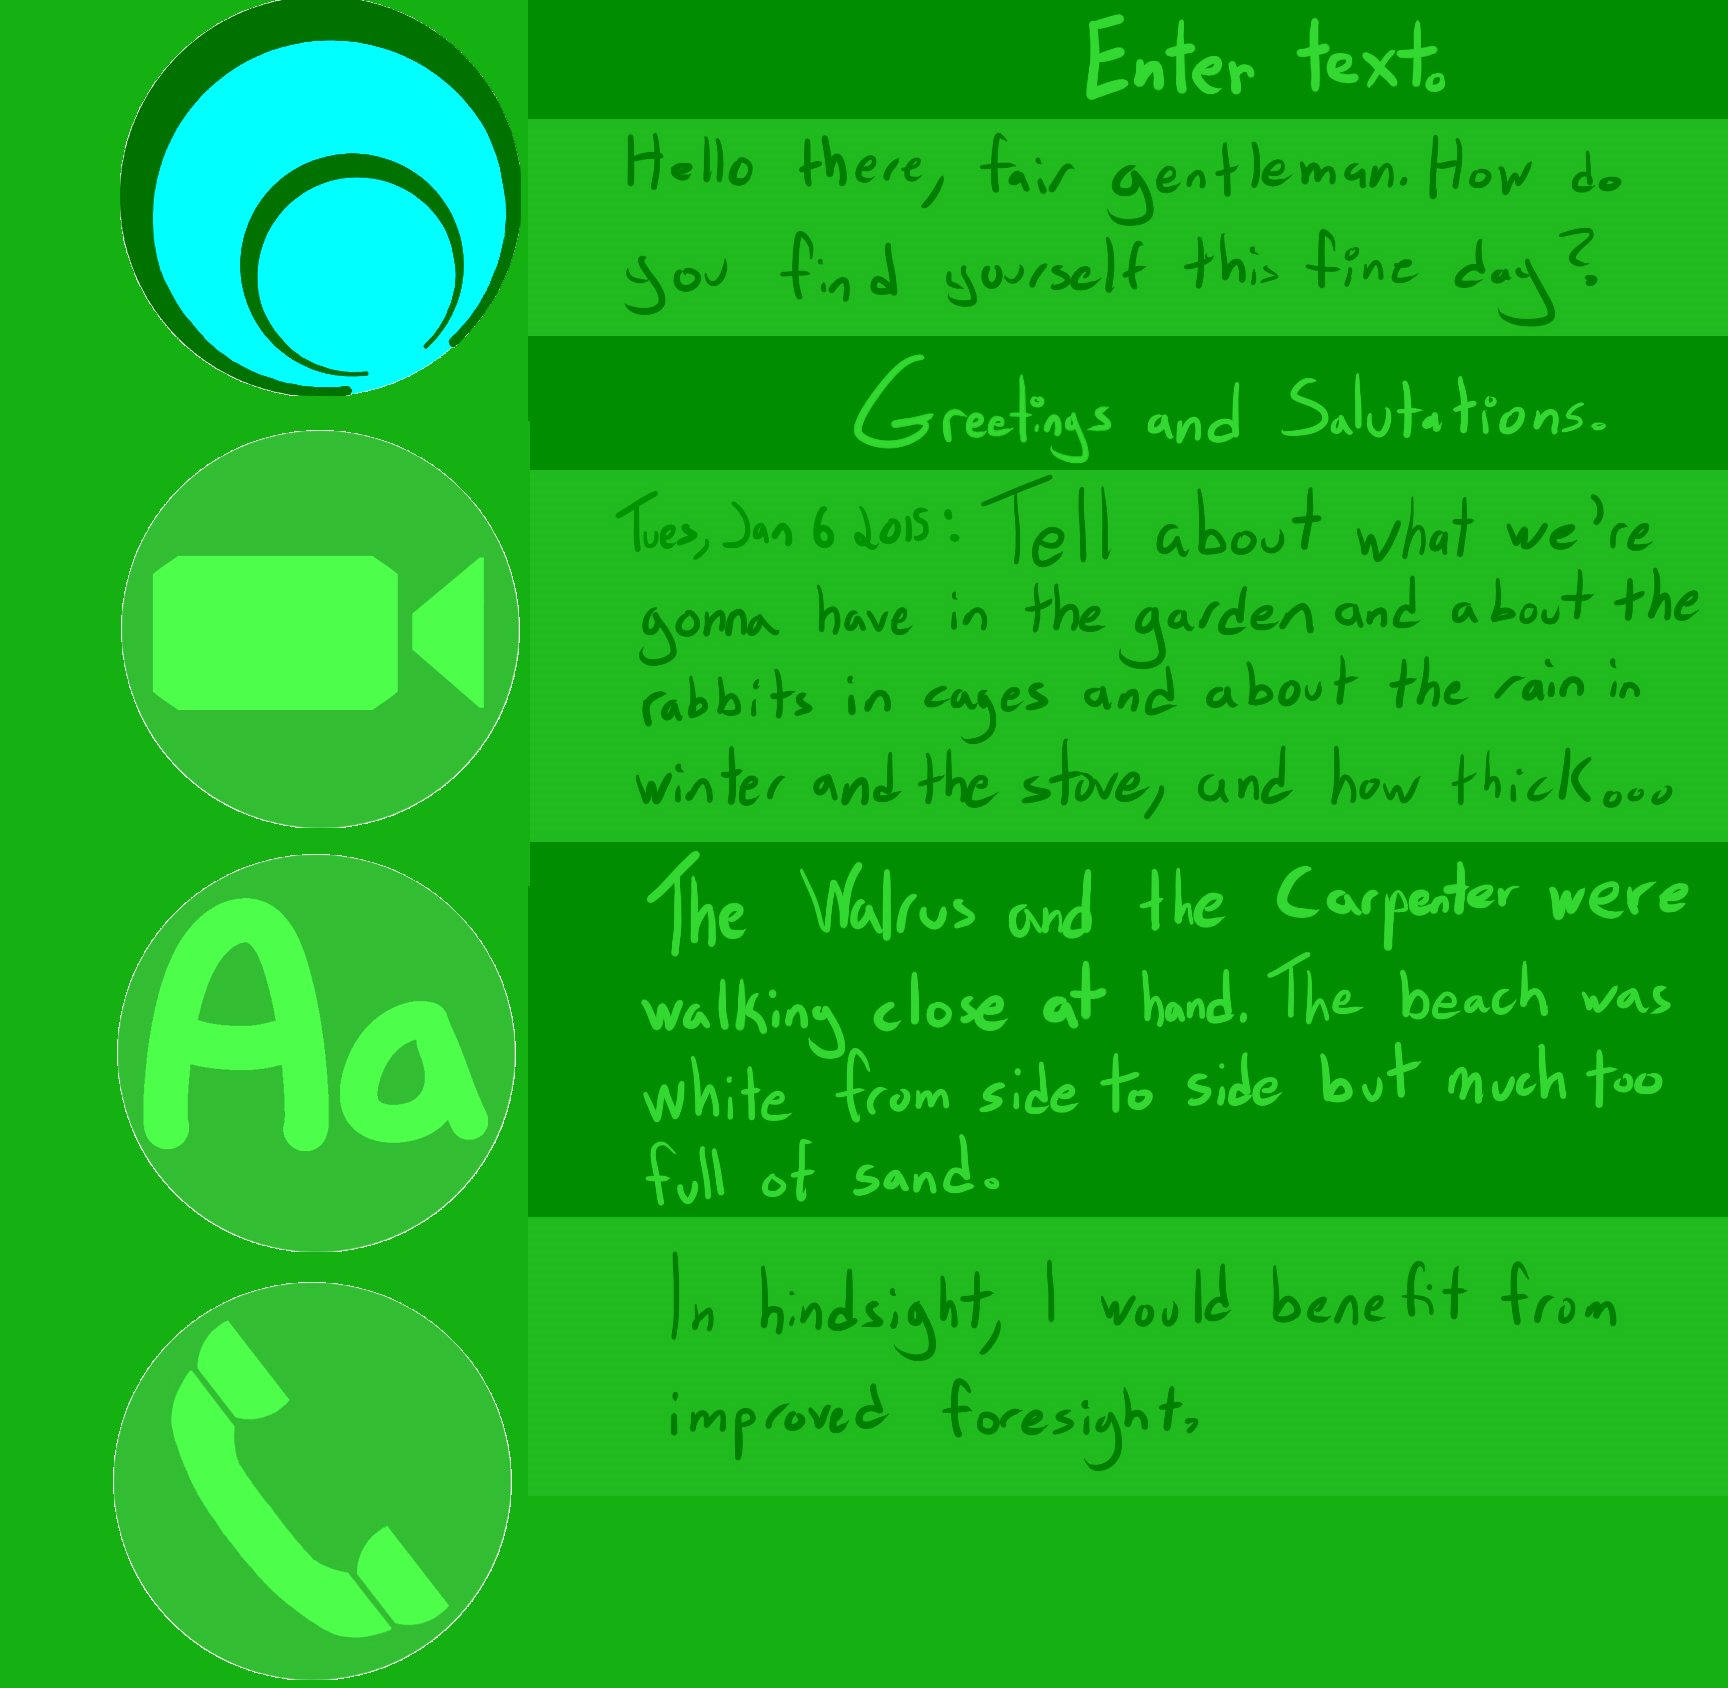 Enter text.
Hello there, fair gentleman. How do
you find yourself this fine day?
Greetings and Salutations.
Tues, Jan 6 2015: Tell about what we're
gonna have in the garden and about the
rabbits in cages and about the rain in
winter and the stove, and how thick...
The Walrus and the Carpenter were
walking close at hand. The beach was
white from side to side but much too
full of sand.
Aa
In hindsight, I would benefit from
improved foresight.